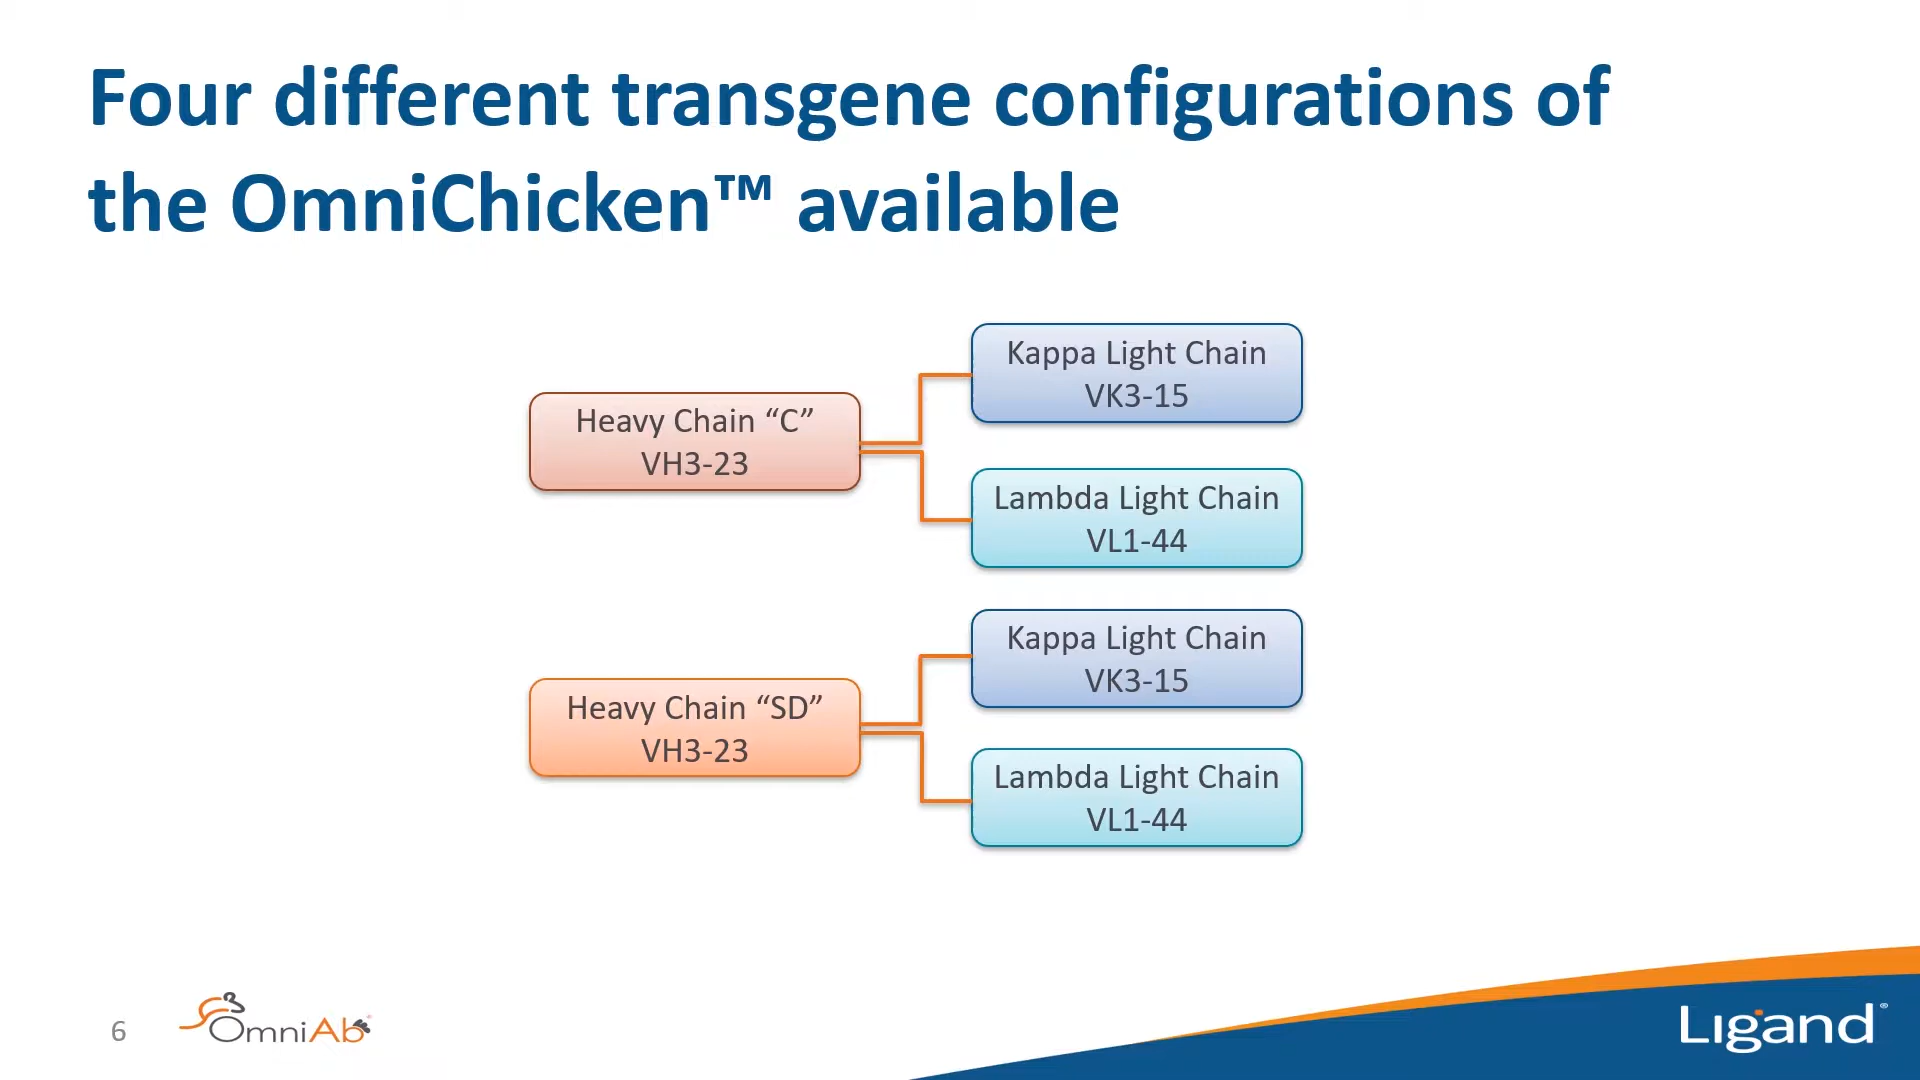 Four different transgene configurations of
the OmniChicken™ available
Kappa Light Chain
VK3-15
Heavy Chain “C”
VH3-23
Lambda Light Chain
VL1-44
Kappa Light Chain
VK3-15
Heavy Chain “SD”
VH3-23
Lambda Light Chain
VL1-44
6
OmniAb®
Ligand®